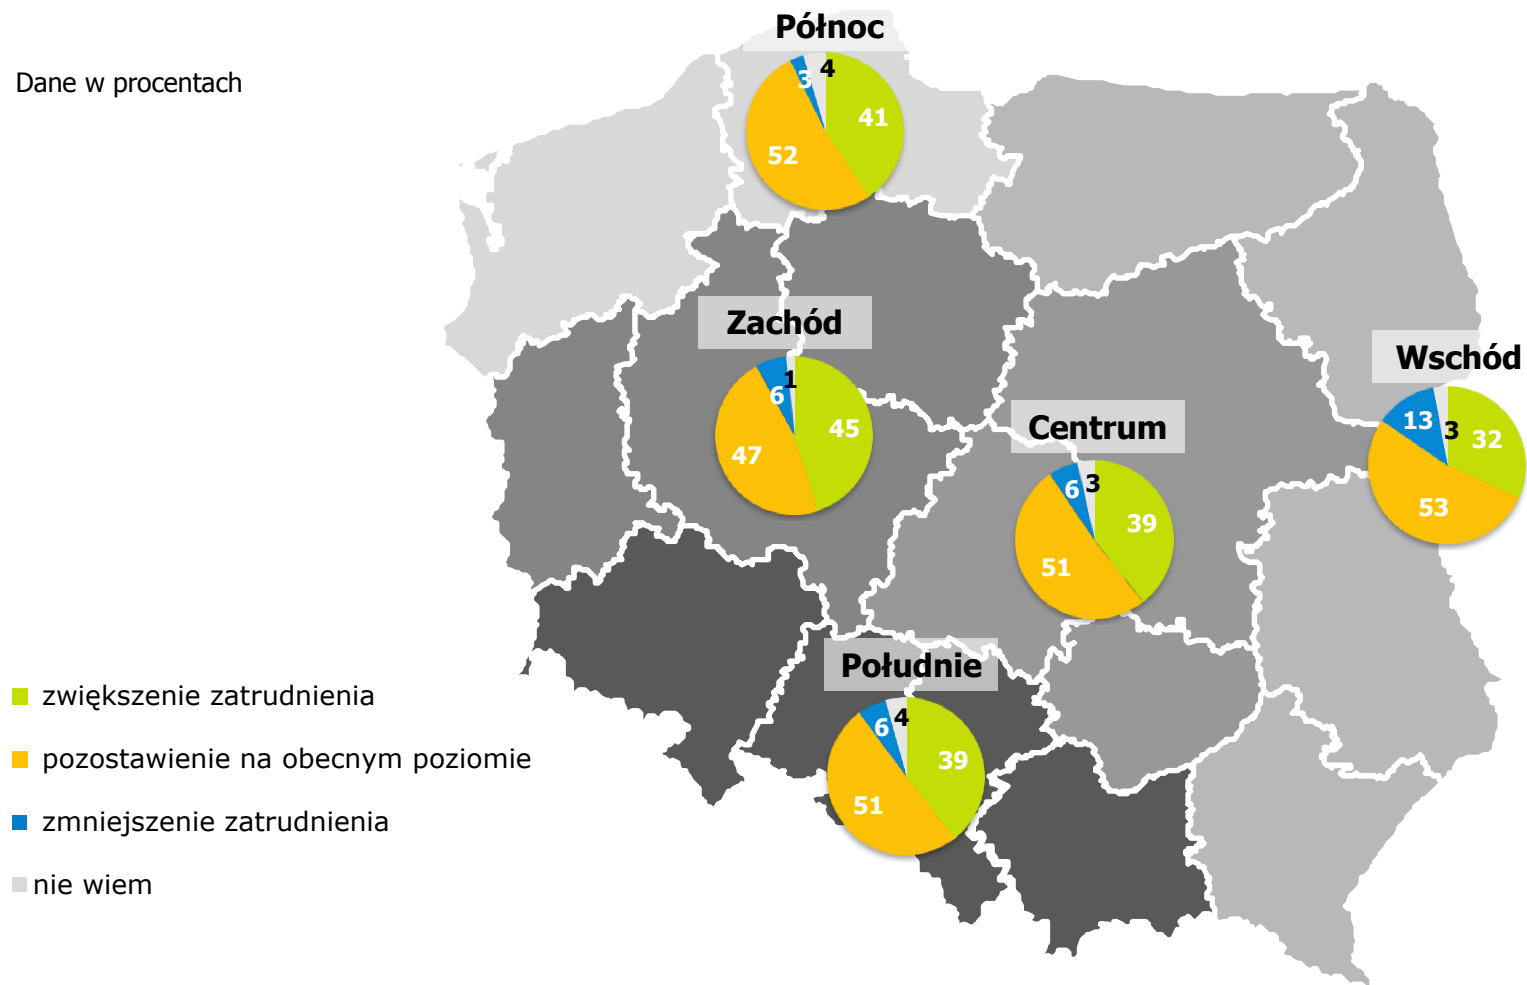 Północ
4
3
41
52
Dane w procentach
Zachód
1
6
45
47
Wschód
13
3
32
53
Centrum
6
3
39
51
Południe
6
4
39
51
zwiększenie zatrudnienia
pozostawienie na obecnym poziomie
zmniejszenie zatrudnienia
nie wiem